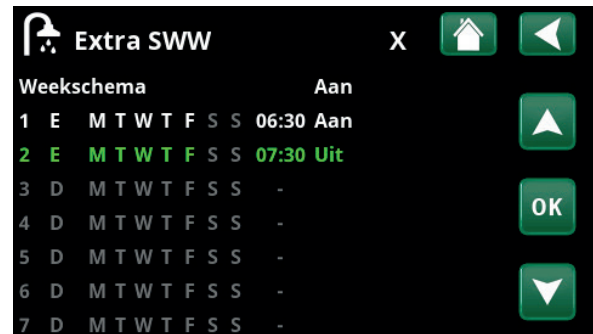 Extra SWW X
Weekschema Aan
1 E M T W T F S S 06:30 Aan
2 E M T W T F S S 07:30 Uit
3 D M T W T F S S -
4 D M T W T F S S -
OK
5 D M T W T F S S -
6 D M T W T F S S -
7 D M T W T F S S -